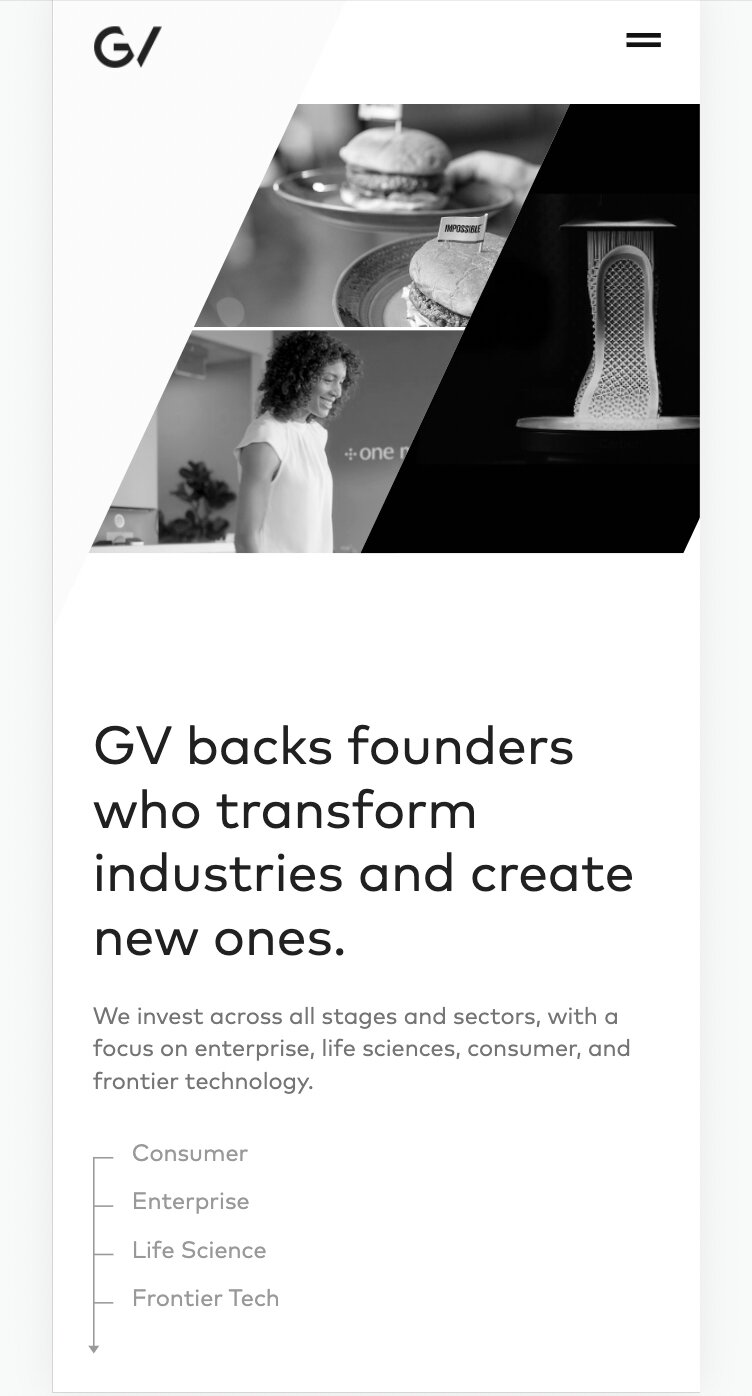 GV
IMPOSSIBLE
one
GV backs founders
who transform
industries and create
new ones.
We invest across all stages and sectors, with a
focus on enterprise, life sciences, consumer, and
frontier technology.
Consumer
Enterprise
Life Science
Frontier Tech